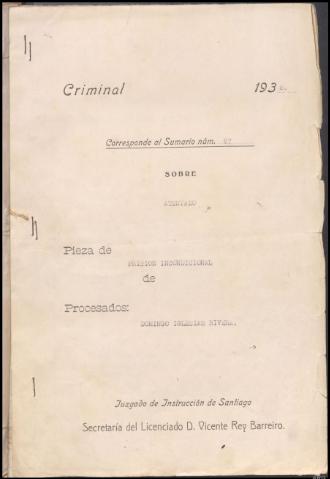 Criminal 193
Corresponde al Sumario núm. 97
SOBRE
ATENTADO
Pieza de
PRISION INCONDICIONAL
de
Procesados:
DOMINGO IGLESIAS RIVERA.
Juzgado de Instrucción de Santiago
Secretaría del Licenciado D. Vicente Rey Barreiro.